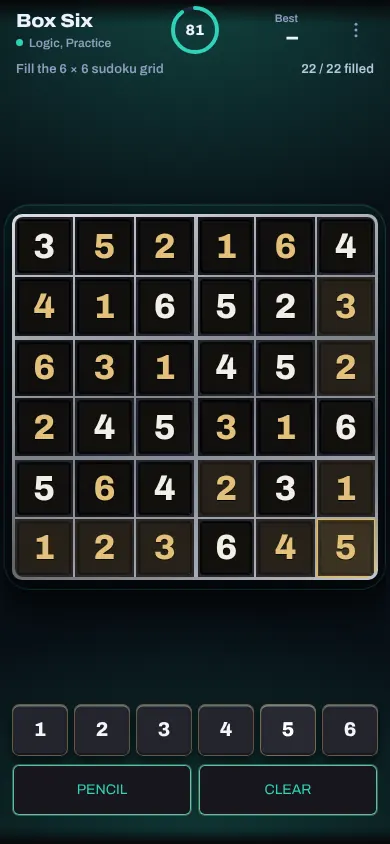 Box Six
81
Best
–
Logic, Practice
Fill the 6 × 6 sudoku grid
22 / 22 filled
3 5 2 1 6 4
4 1 6 5 2 3
6 3 1 4 5 2
2 4 5 3 1 6
5 6 4 2 3 1
1 2 3 6 4 5
1 2 3 4 5 6
PENCIL
CLEAR